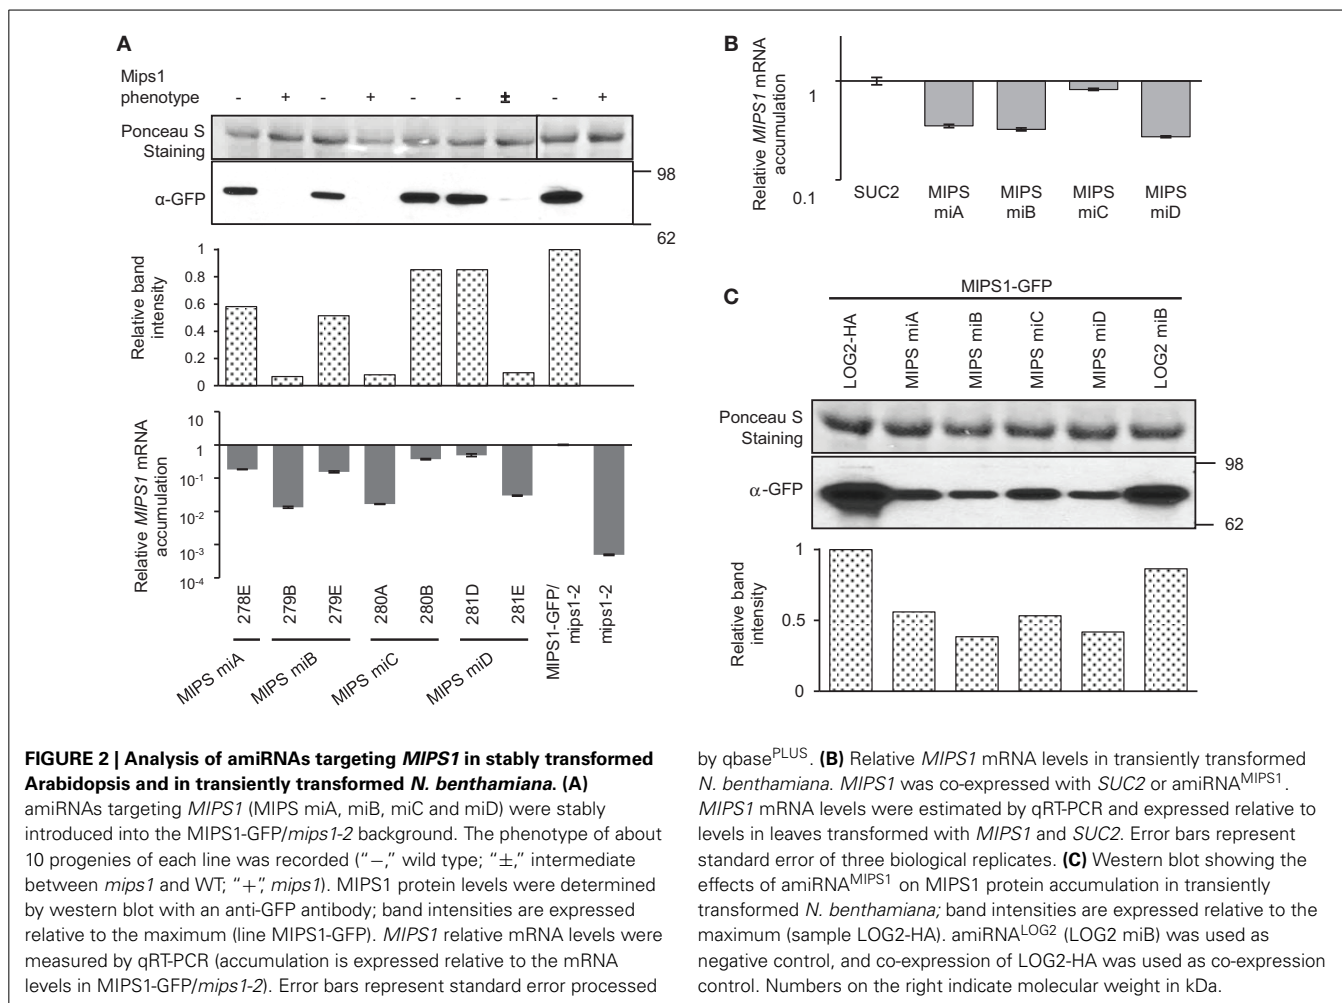 A
Mips1
phenotype
- + - + - - ± - +
Ponceau S
Staining
α-GFP
98
62
Relative band
intensity
1
0.8
0.6
0.4
0.2
0
Relative MIPS1 mRNA
accumulation
10
1
10-1
10-2
10-3
10-4
278E
279B
279E
280A
280B
281D
281E
MIPS1-GFP/
mips1-2
mips1-2
MIPS miA
MIPS miB
MIPS miC
MIPS miD
B
Relative MIPS1 mRNA
accumulation
1
0.1
SUC2
MIPS
miA
MIPS
miB
MIPS
miC
MIPS
miD
C
MIPS1-GFP
LOG2-HA
MIPS miA
MIPS miB
MIPS miC
MIPS miD
LOG2 miB
Ponceau S
Staining
α-GFP
98
62
Relative band
intensity
1
0.5
0
FIGURE 2 | Analysis of amiRNAs targeting MIPS1 in stably transformed
Arabidopsis and in transiently transformed N. benthamiana. (A)
amiRNAs targeting MIPS1 (MIPS miA, miB, miC and miD) were stably
introduced into the MIPS1-GFP/mips1-2 background. The phenotype of about
10 progenies of each line was recorded (“−,” wild type; “±,” intermediate
between mips1 and WT; “+”, mips1). MIPS1 protein levels were determined
by western blot with an anti-GFP antibody; band intensities are expressed
relative to the maximum (line MIPS1-GFP). MIPS1 relative mRNA levels were
measured by qRT-PCR (accumulation is expressed relative to the mRNA
levels in MIPS1-GFP/mips1-2). Error bars represent standard error processed
by qbasePLUS. (B) Relative MIPS1 mRNA levels in transiently transformed
N. benthamiana. MIPS1 was co-expressed with SUC2 or amiRNAMIPS1.
MIPS1 mRNA levels were estimated by qRT-PCR and expressed relative to
levels in leaves transformed with MIPS1 and SUC2. Error bars represent
standard error of three biological replicates. (C) Western blot showing the
effects of amiRNAMIPS1 on MIPS1 protein accumulation in transiently
transformed N. benthamiana; band intensities are expressed relative to the
maximum (sample LOG2-HA). amiRNALOG2 (LOG2 miB) was used as
negative control, and co-expression of LOG2-HA was used as co-expression
control. Numbers on the right indicate molecular weight in kDa.